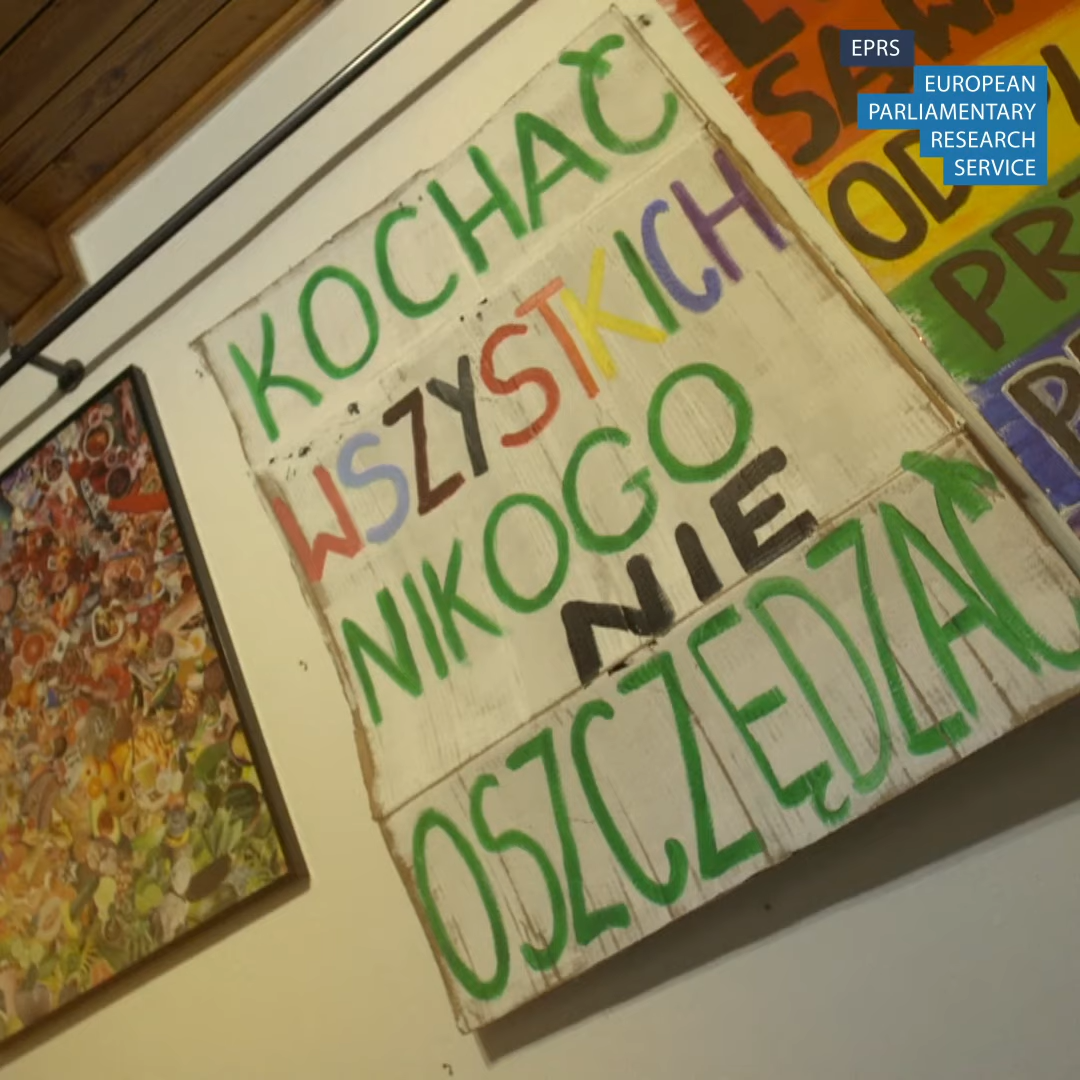 KOCHAĆ
WSZYSTKICH
NIKOGO
NIE
OSZCZĘDZAĆ
EPRS
EUROPEAN
PARLIAMENTARY
RESEARCH
SERVICE